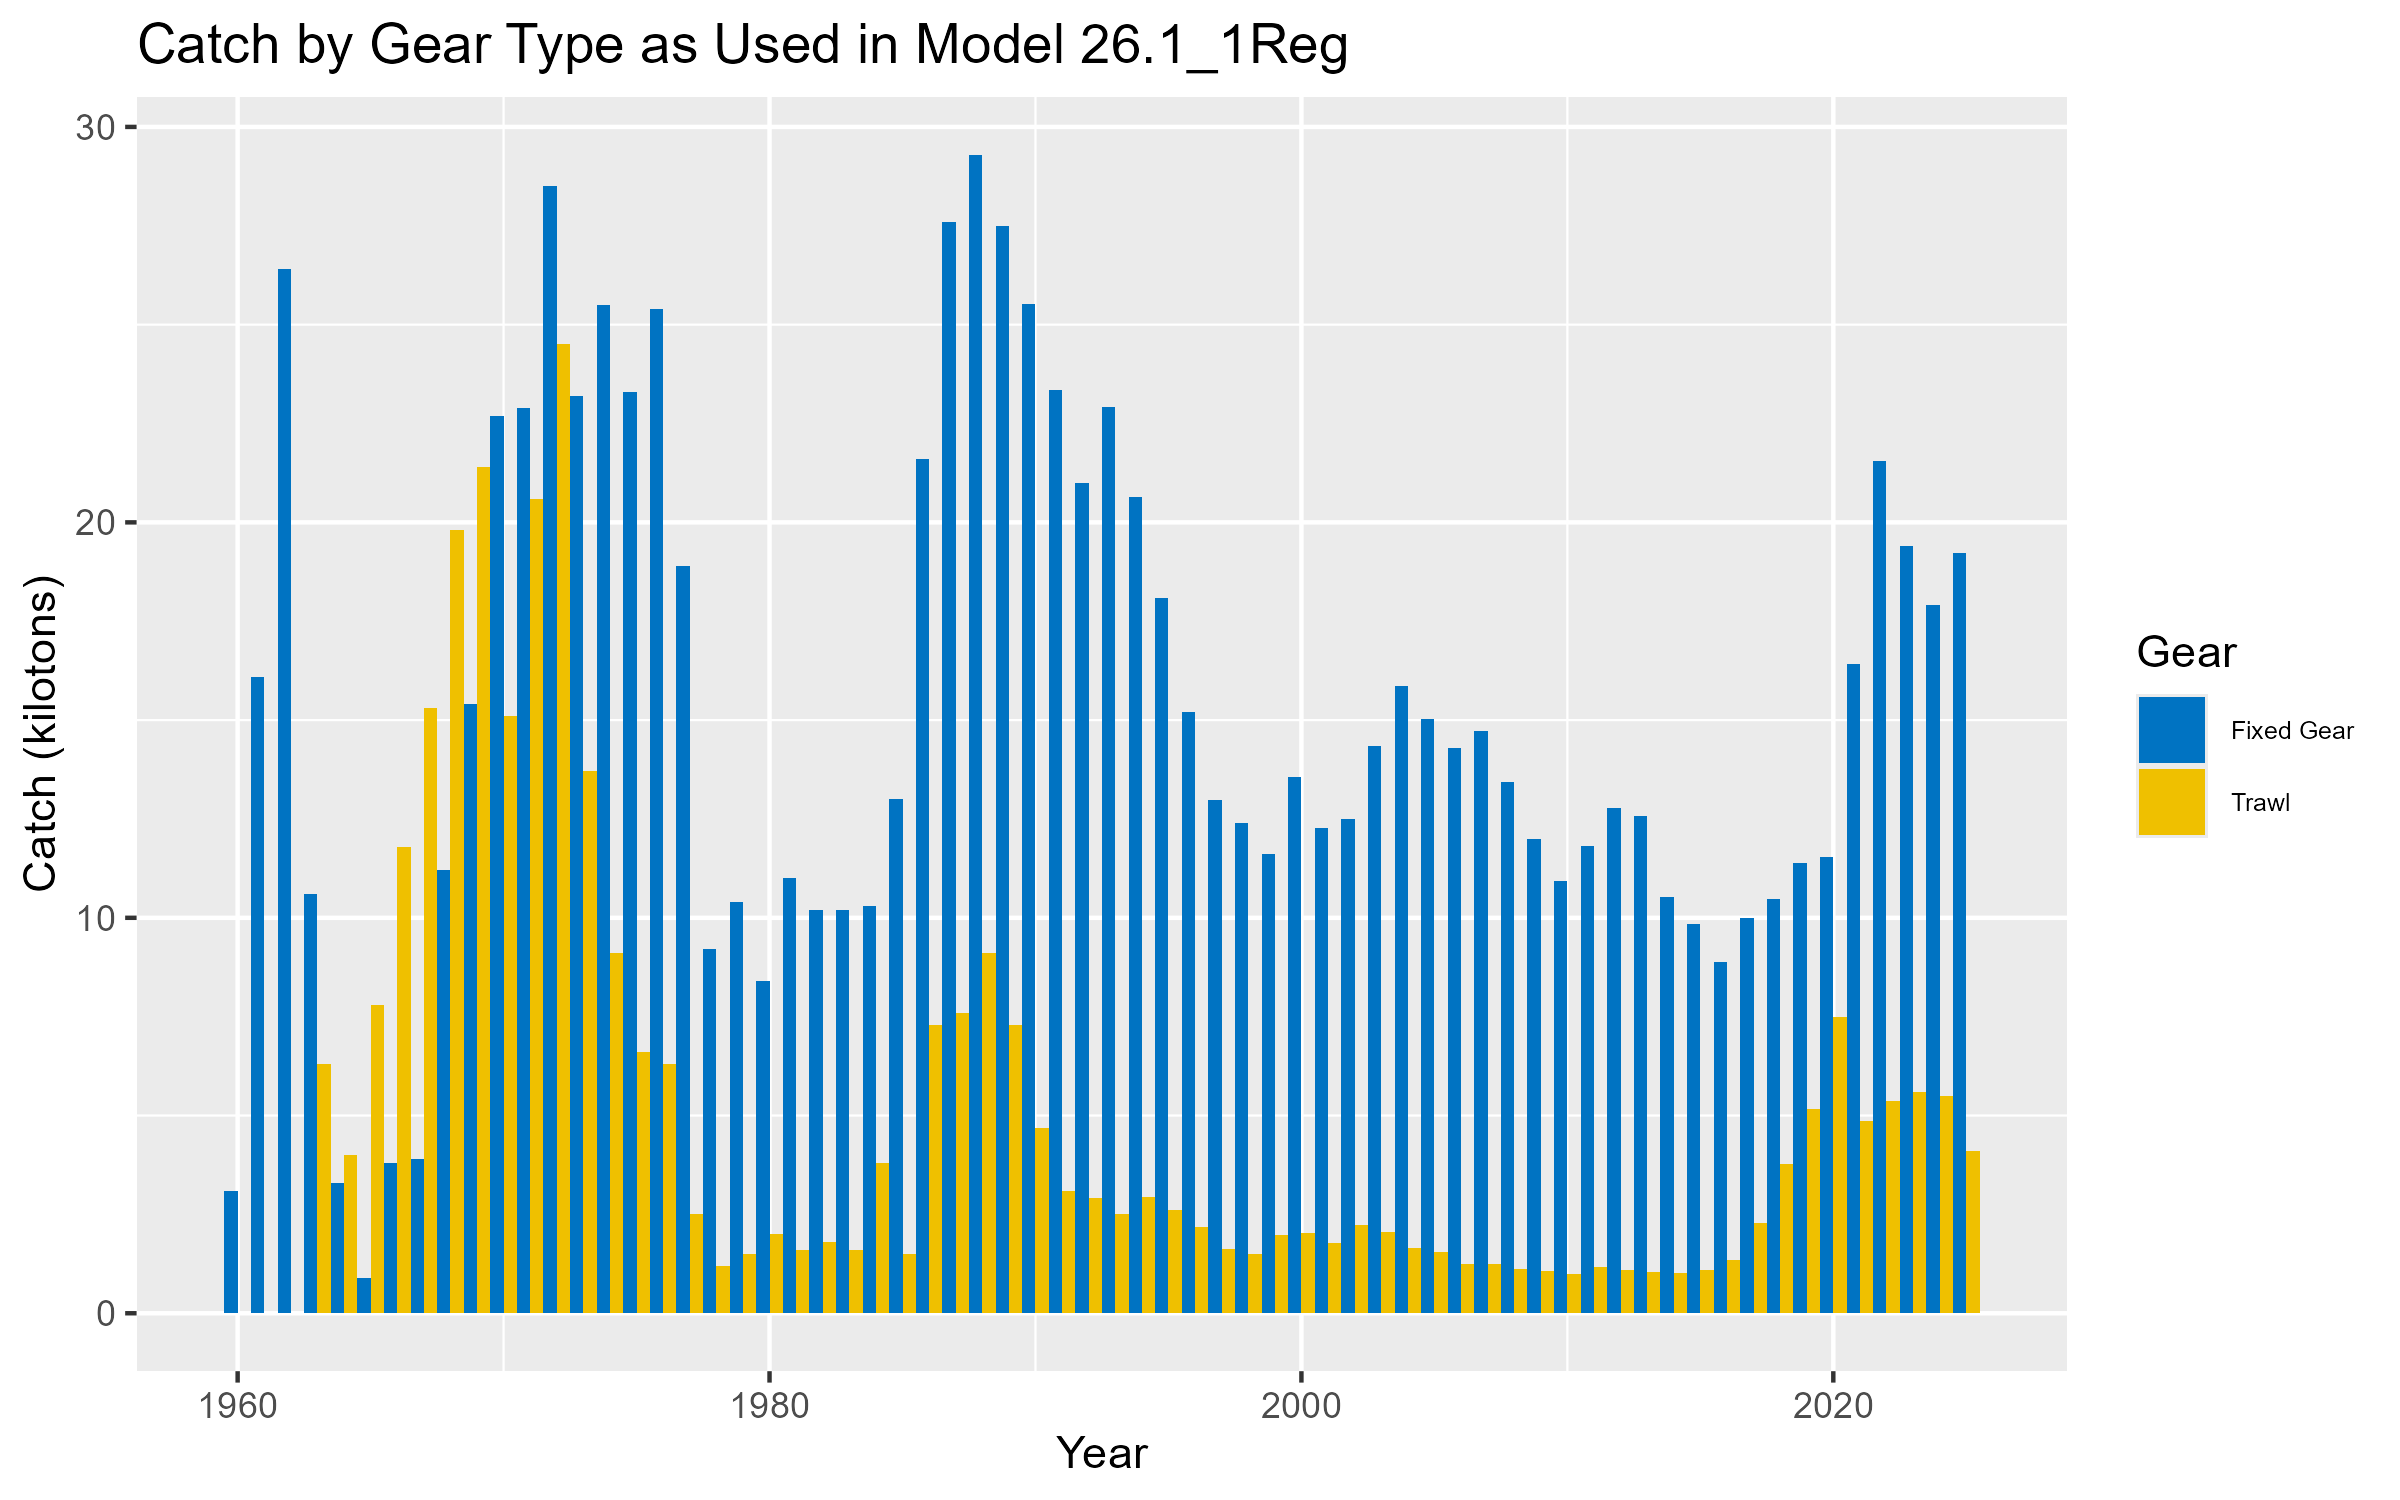 Catch by Gear Type as Used in Model 26.1_1Reg
30
20
10
0
Catch (kilotons)
1960
1980
2000
2020
Year
Gear
Fixed Gear
Trawl